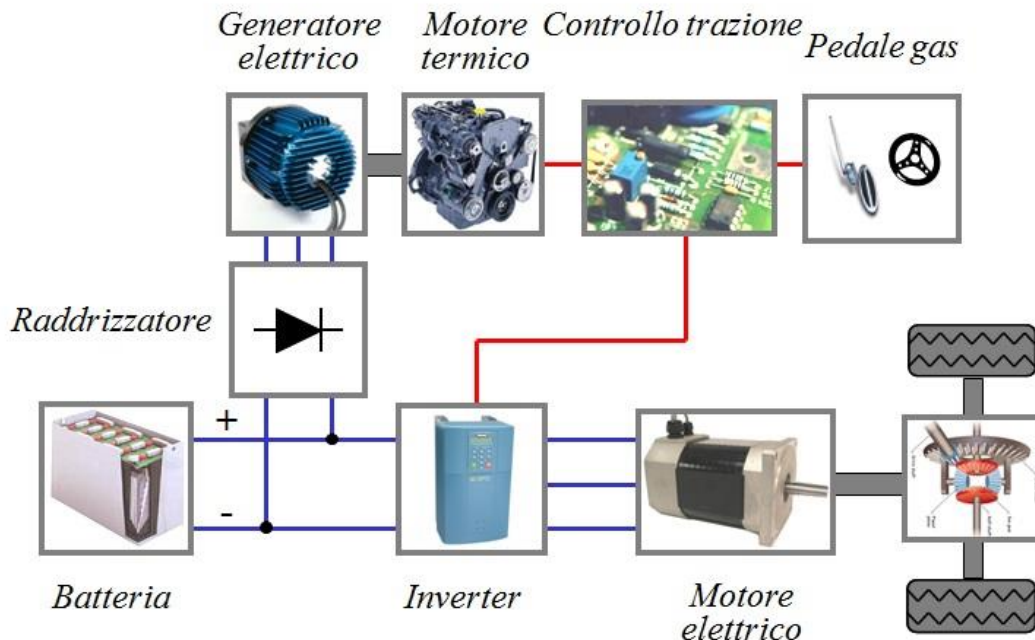 Generatore
elettrico
Motore
termico
Controllo trazione
Pedale gas
Raddrizzatore
+
-
Batteria
Inverter
Motore
elettrico